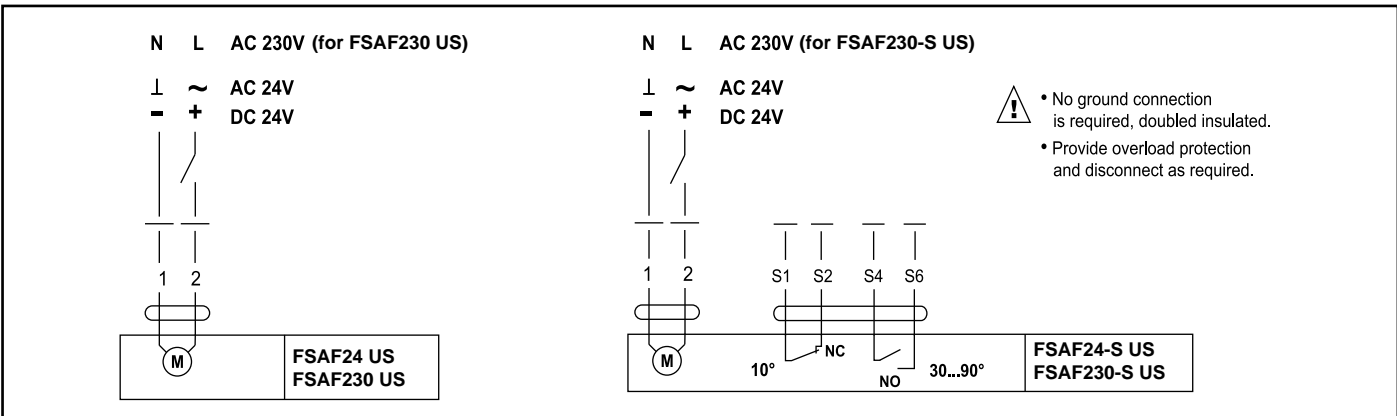 N L AC 230V (for FSAF230 US)
⊥ ~ AC 24V
- + DC 24V
1 2
M
FSAF24 US
FSAF230 US
N L AC 230V (for FSAF230-S US)
⊥ ~ AC 24V
- + DC 24V
! • No ground connection
is required, doubled insulated.
• Provide overload protection
and disconnect as required.
1 2 S1 S2 S4 S6
M 10° NC NO 30...90°
FSAF24-S US
FSAF230-S US